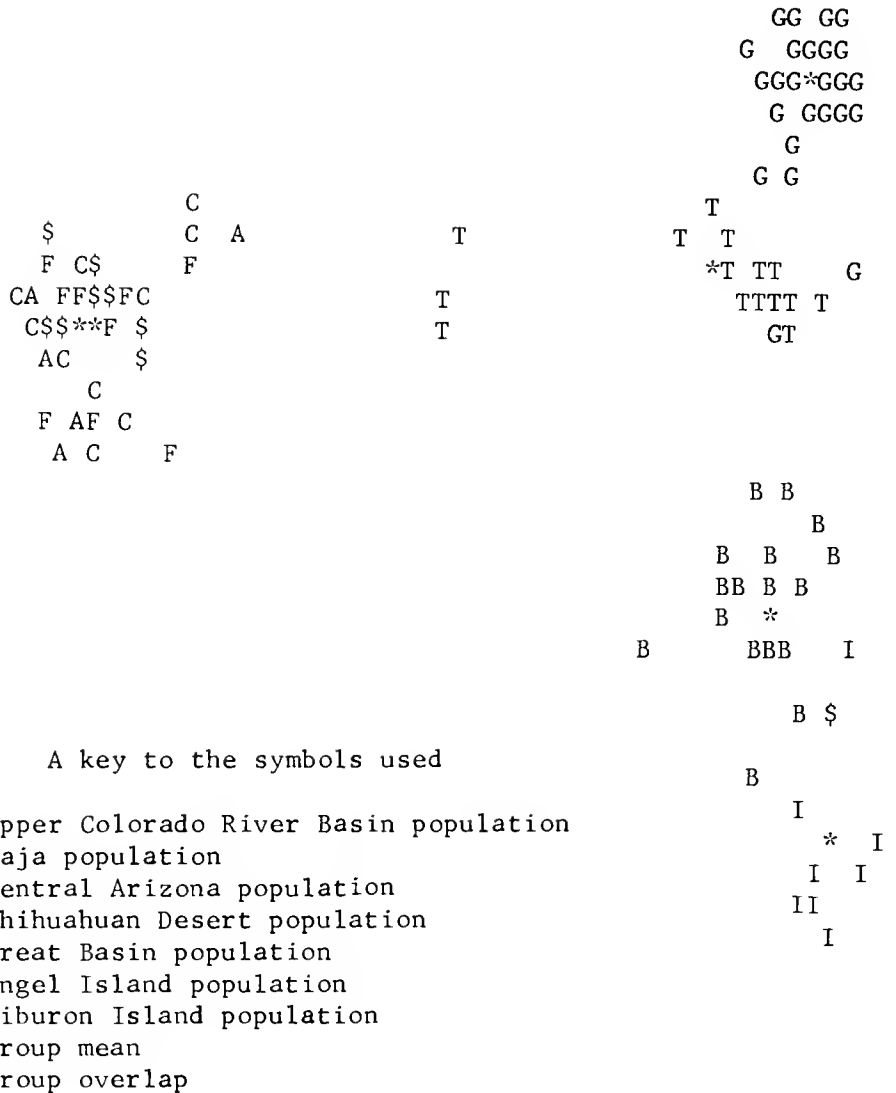 GG GG
G GGGG
GGG*GGG
G GGGG
G
G G
C T
$ C A T T T
F C$ F *T TT G
CA FF$$FC T TTTT T
C$$**F $ T GT
AC $
C
F AF C
A C F
B B
B
B B B
BB B B
B *
B BBB I
B $
A key to the symbols used
B
pper Colorado River Basin population
I
aja population
* I
entral Arizona population
I I
hihuahuan Desert population
II
reat Basin population
I
ngel Island population
iburon Island population
roup mean
roup overlap